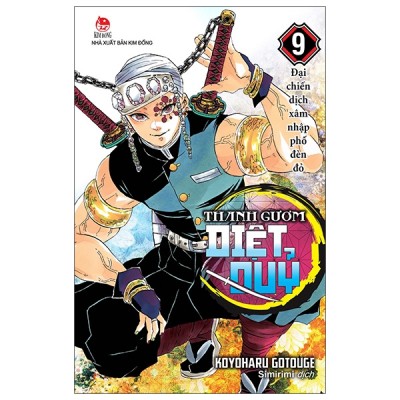 KIM ĐỒNG
NHÀ XUẤT BẢN KIM ĐỒNG
9
Đại
chiến
dịch
xâm
nhập
phố
đèn
đỏ
THANH GƯƠM
DIỆT
QUỶ
KOYOHARU GOTOUGE
Simirimi dịch